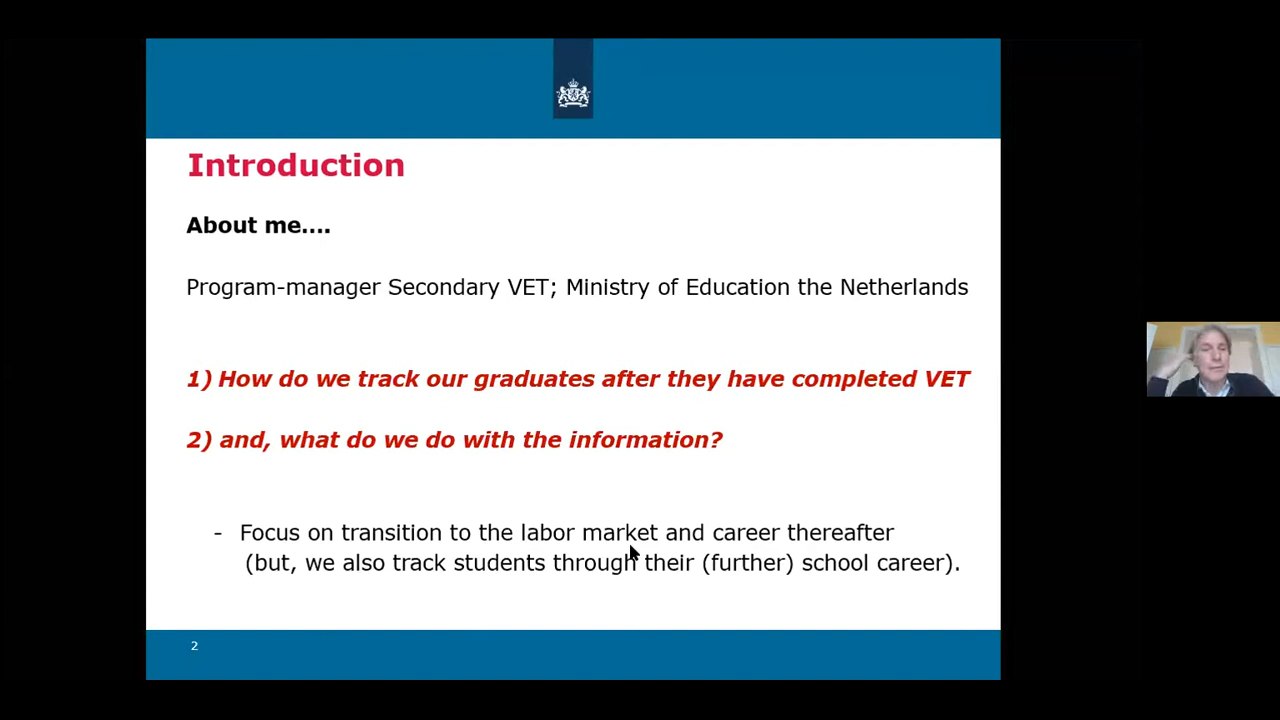 Introduction
About me....
Program-manager Secondary VET; Ministry of Education the Netherlands
1) How do we track our graduates after they have completed VET
2) and, what do we do with the information?
- Focus on transition to the labor market and career thereafter
(but, we also track students through their (further) school career).
2